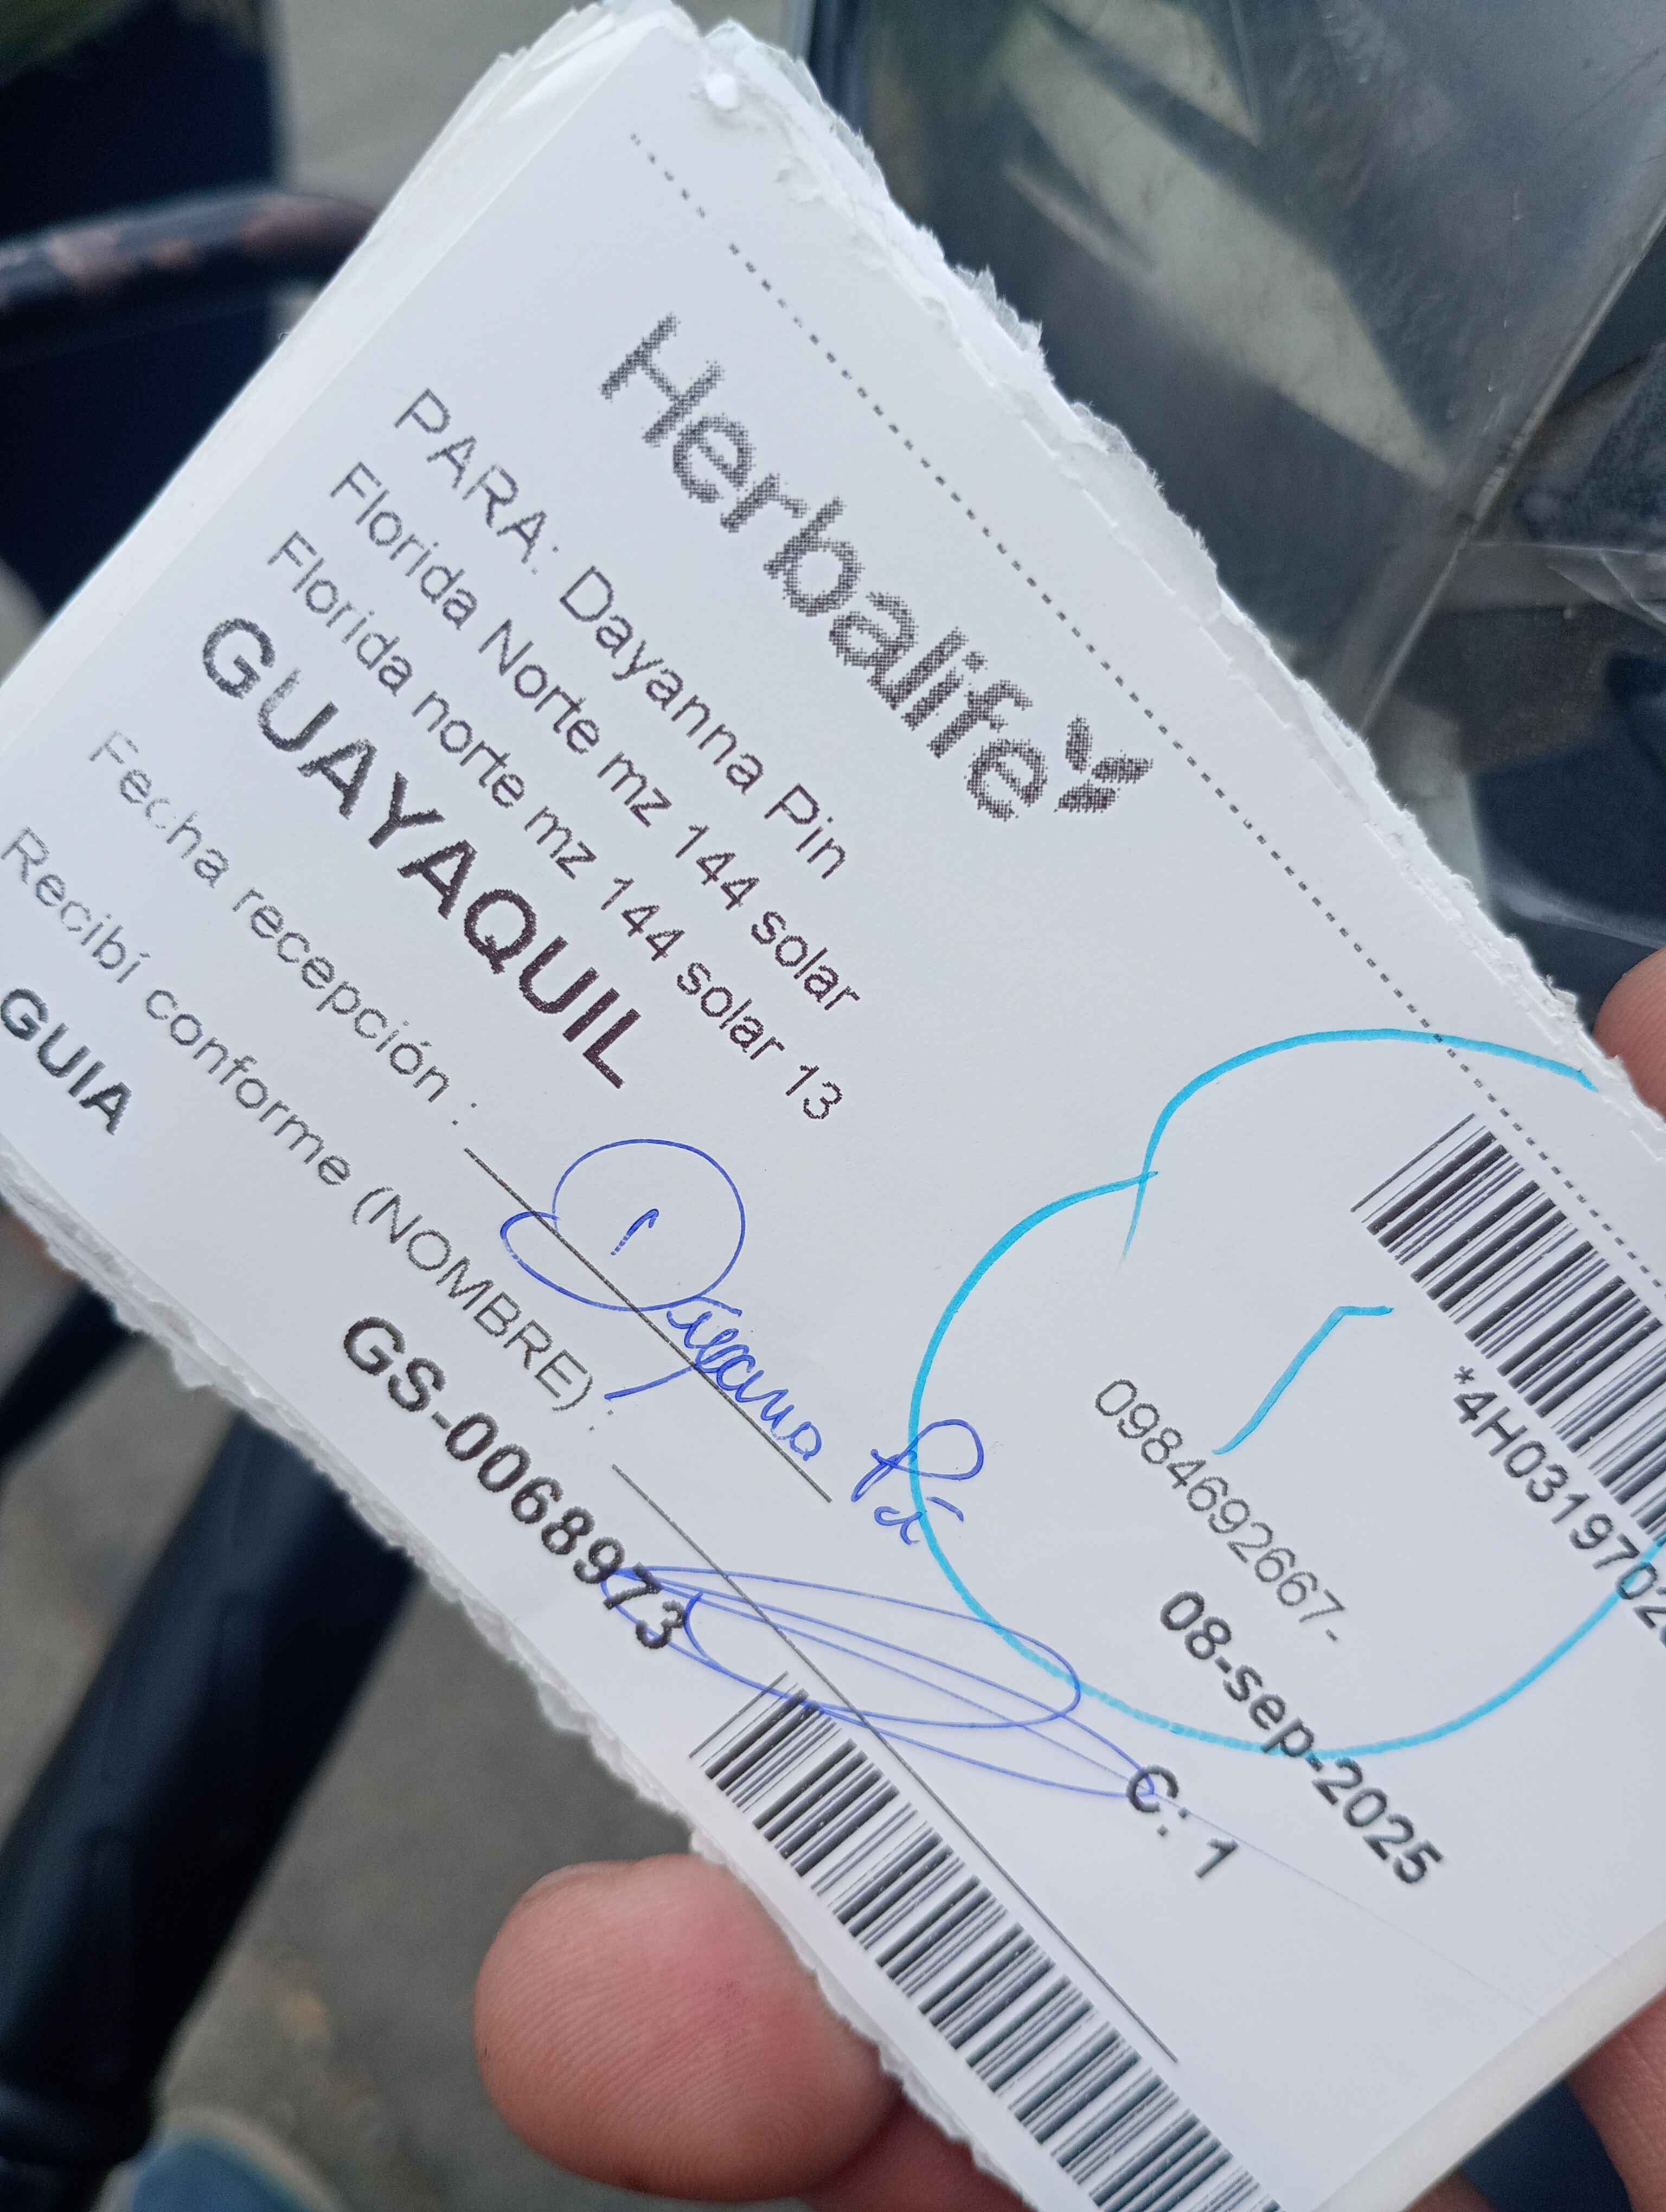 Herbalife
*4H0319702
PARA: Dayanna Pin
Florida Norte mz 144 solar
Florida norte mz 144 solar 13
0984692667-
GUAYAQUIL
08-sep-2025
Fecha recepción :
Recibí conforme (NOMBRE) :
C: 1
GUIA
GS-0068973